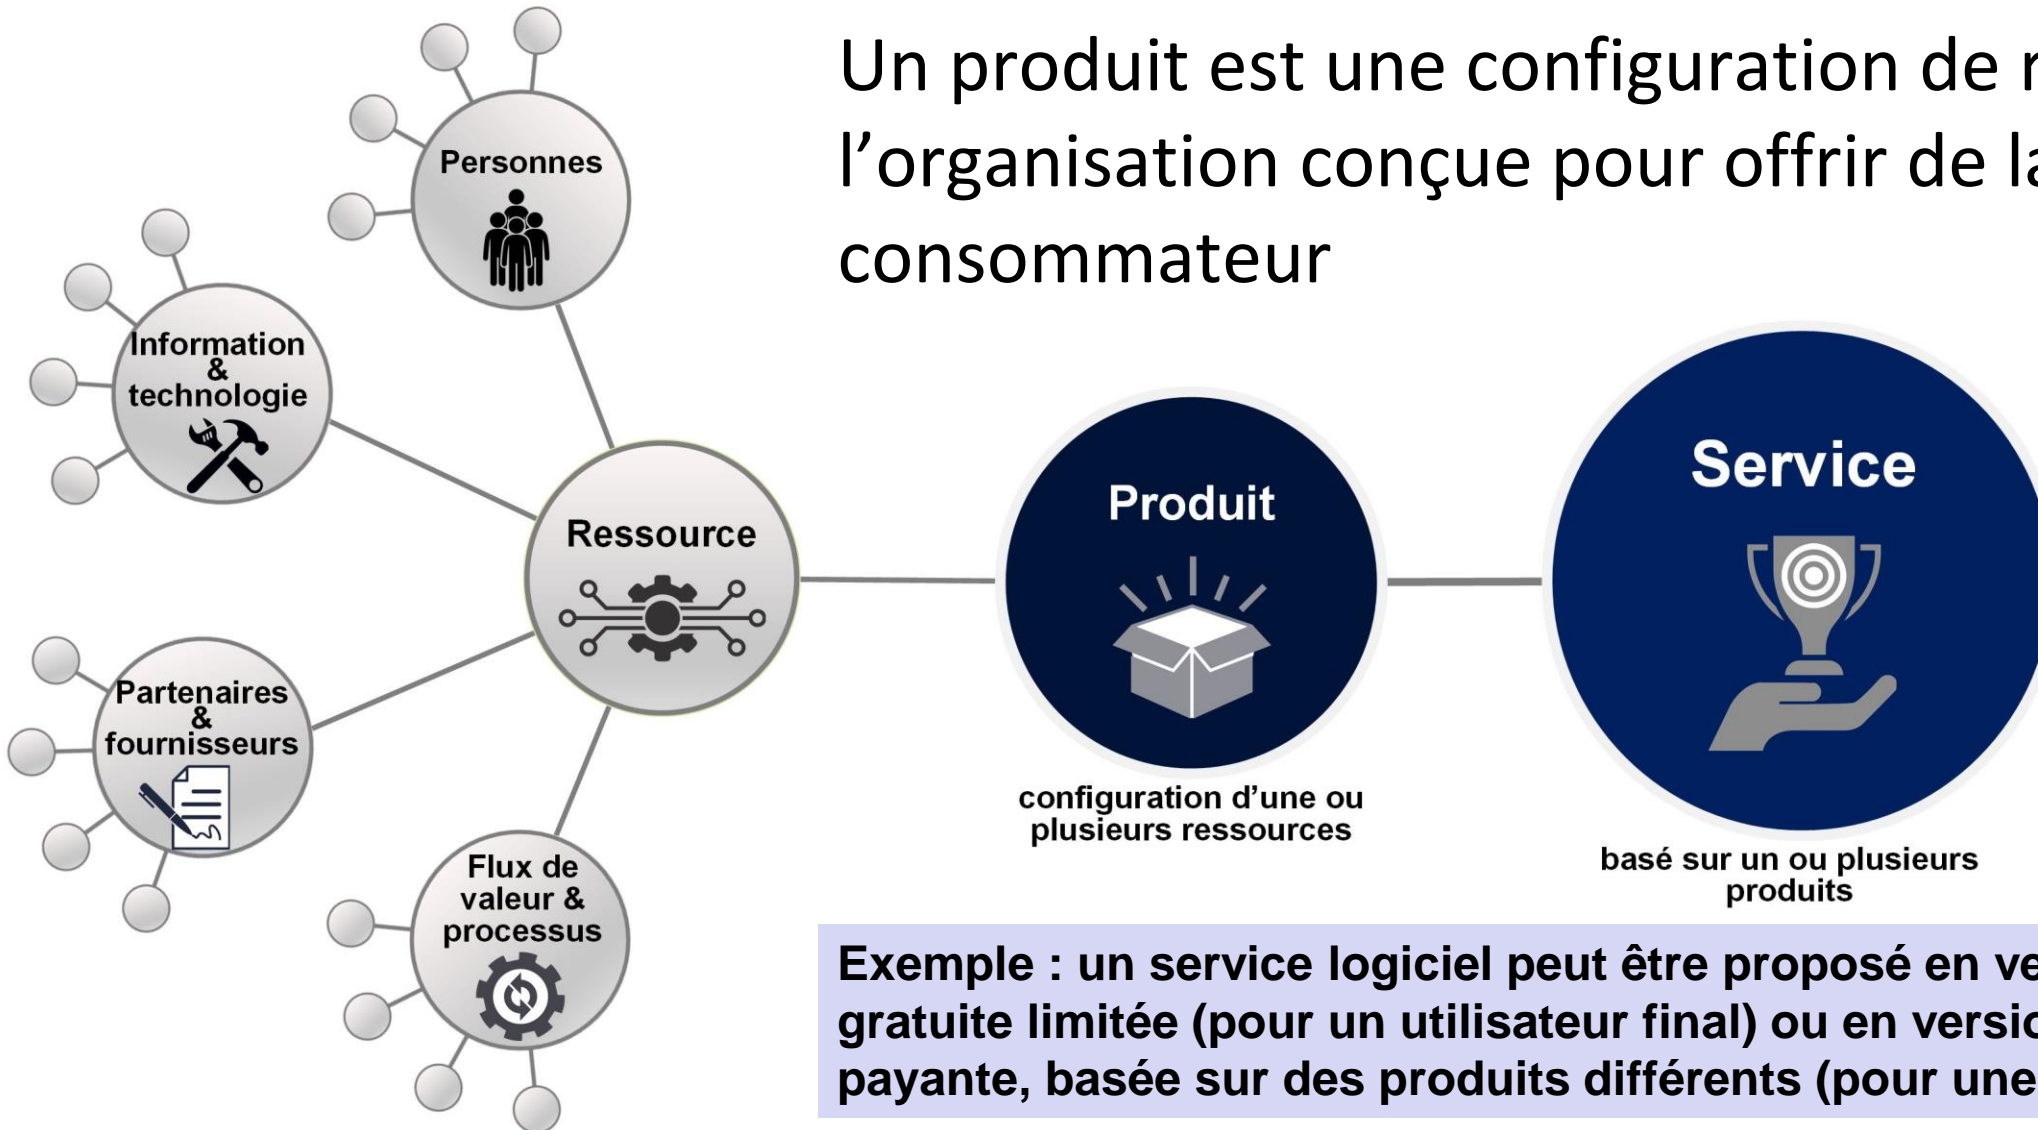 Un produit est une configuration de
l’organisation conçue pour offrir de la
consommateur
Personnes
Information
&
technologie
Ressource
Partenaires
&
fournisseurs
Flux de
valeur &
processus
Produit
configuration d’une ou
plusieurs ressources
Service
basé sur un ou plusieurs
produits
Exemple : un service logiciel peut être proposé en
gratuite limitée (pour un utilisateur final) ou en
payante, basée sur des produits différents (pour une